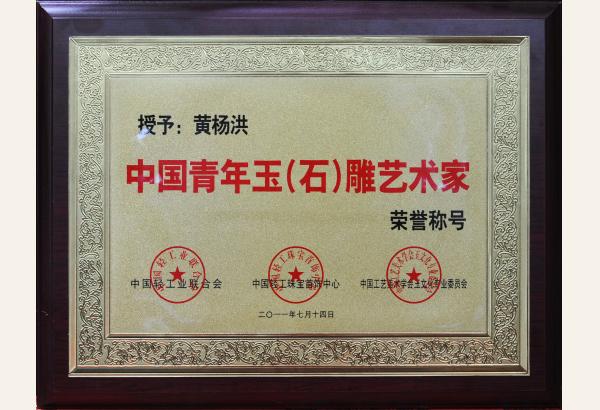 授予：黄杨洪
中国青年玉（石）雕艺术家
荣誉称号
中国轻工业联合会 中国轻工珠宝首饰中心 中国工艺美术学会玉文化专业委员会
二〇一一年七月十四日